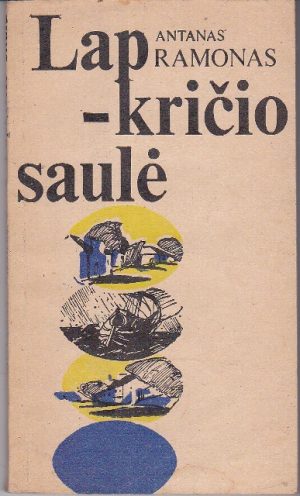 ANTANAS
RAMONAS
Lap
-kričio
saulė